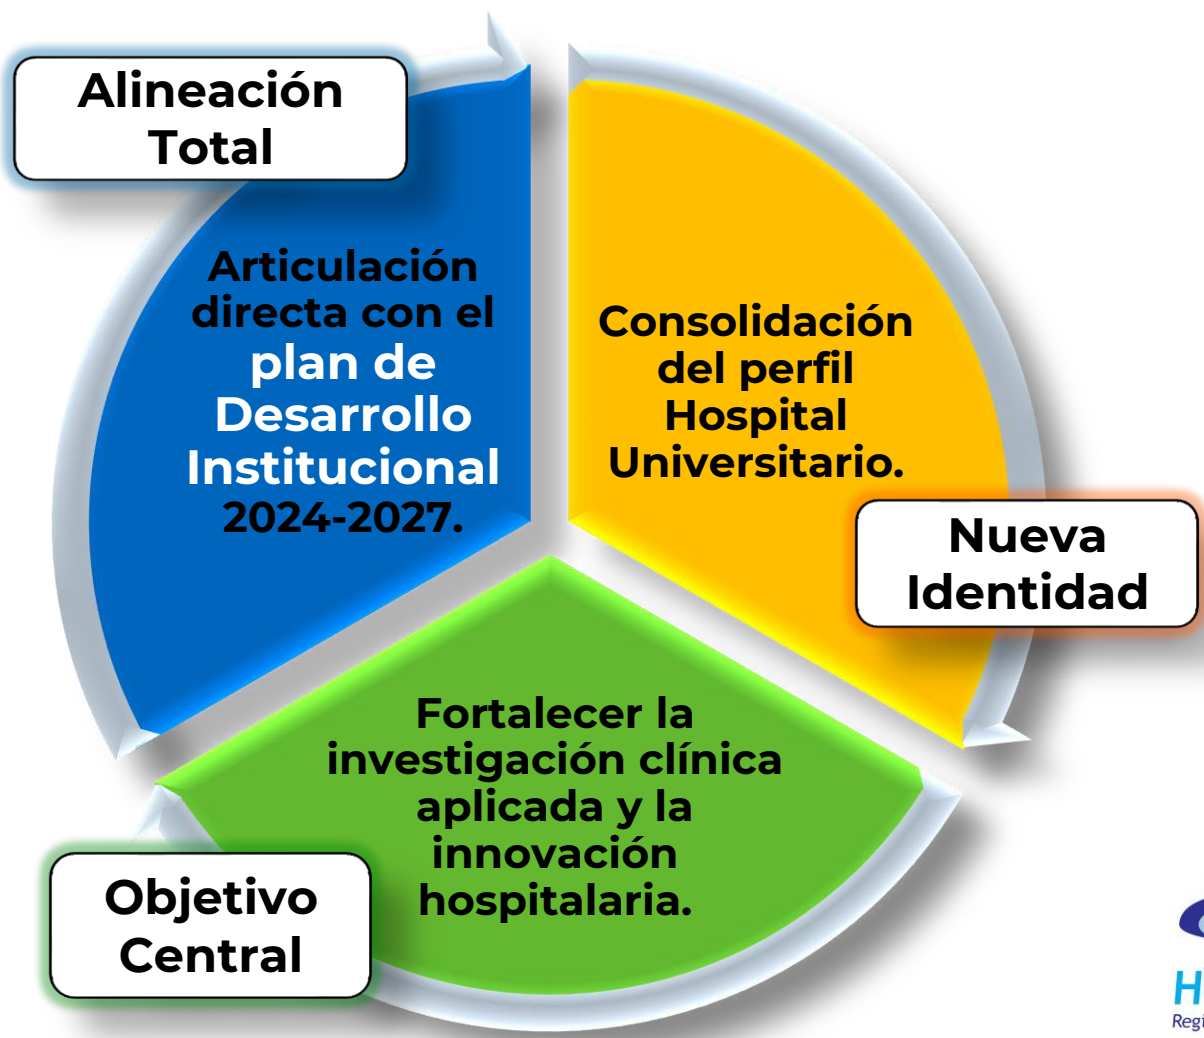 Alineación
Total
Articulación
directa con el
plan de
Desarrollo
Institucional
2024-2027.
Consolidación
del perfil
Hospital
Universitario.
Nueva
Identidad
Fortalecer la
investigación clínica
aplicada y la
innovación
hospitalaria.
Objetivo
Central